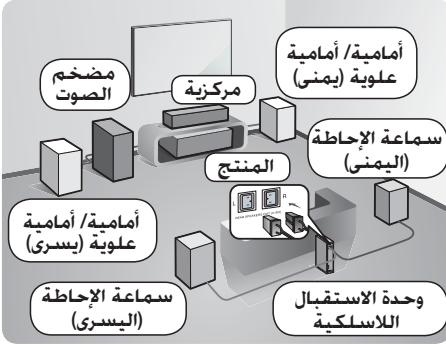 أمامية/ أمامية
علوية (يمنى)
مضخم
الصوت
مركزية
سماعة الإحاطة
(اليمنى)
المنتج
L
R
أمامية/ أمامية
علوية (يسرى)
سماعة الإحاطة
(اليسرى)
وحدة الاستقبال
اللاسلكية